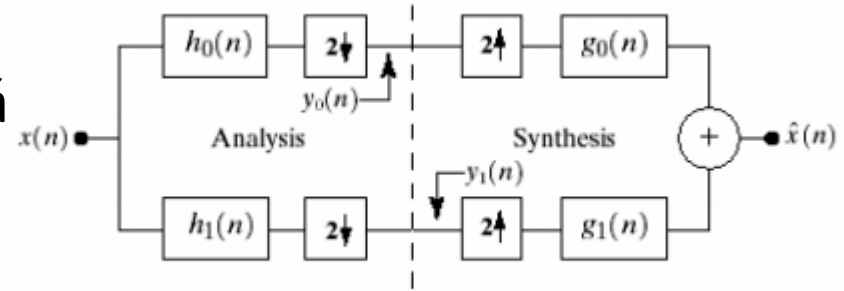 h₀(n) 2↓ 2↑ g₀(n)
y₀(n)
x(n) Analysis Synthesis + x̂(n)
y₁(n)
h₁(n) 2↓ 2↑ g₁(n)